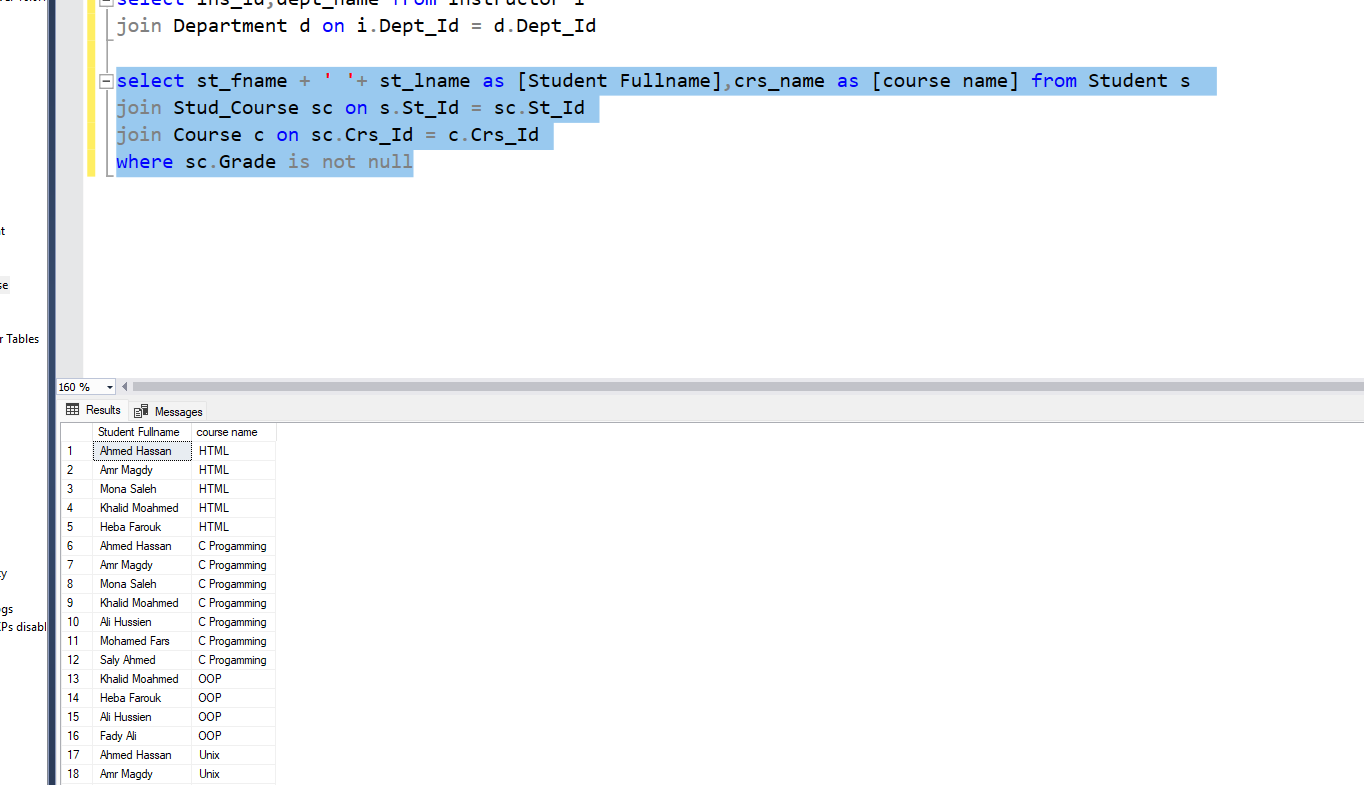 select ins_id,dept_name from Instructor i
join Department d on i.Dept_Id = d.Dept_Id
select st_fname + ' '+ st_lname as [Student Fullname],crs_name as [course name] from Student s
join Stud_Course sc on s.St_Id = sc.St_Id
join Course c on sc.Crs_Id = c.Crs_Id
where sc.Grade is not null
t
se
r Tables
160 %
Results Messages
Student Fullname course name
1 Ahmed Hassan HTML
2 Amr Magdy HTML
3 Mona Saleh HTML
4 Khalid Moahmed HTML
5 Heba Farouk HTML
6 Ahmed Hassan C Progamming
7 Amr Magdy C Progamming
8 Mona Saleh C Progamming
9 Khalid Moahmed C Progamming
10 Ali Hussien C Progamming
11 Mohamed Fars C Progamming
12 Saly Ahmed C Progamming
13 Khalid Moahmed OOP
14 Heba Farouk OOP
15 Ali Hussien OOP
16 Fady Ali OOP
17 Ahmed Hassan Unix
18 Amr Magdy Unix
ty
gs
XPs disabl